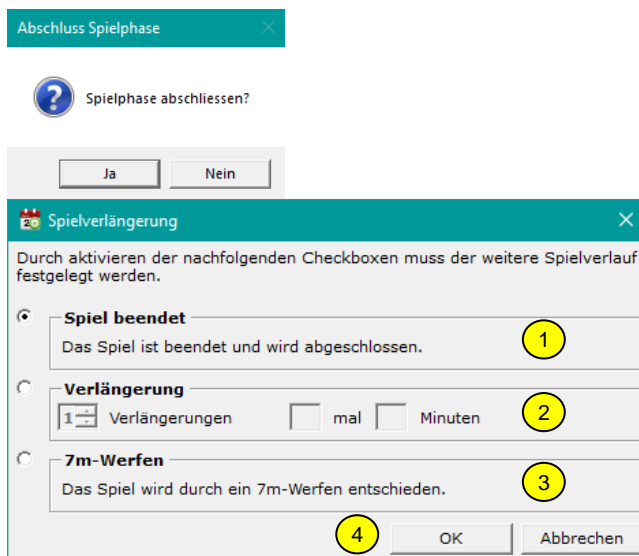 Abschluss Spielphase
Spielphase abschliessen?
Ja Nein
20 Spielverlängerung
Durch aktivieren der nachfolgenden Checkboxen muss der weitere Spielverlauf
festgelegt werden.
Spiel beendet
Das Spiel ist beendet und wird abgeschlossen. 1
Verlängerung
1 Verlängerungen mal Minuten 2
7m-Werfen
Das Spiel wird durch ein 7m-Werfen entschieden. 3
4 OK Abbrechen